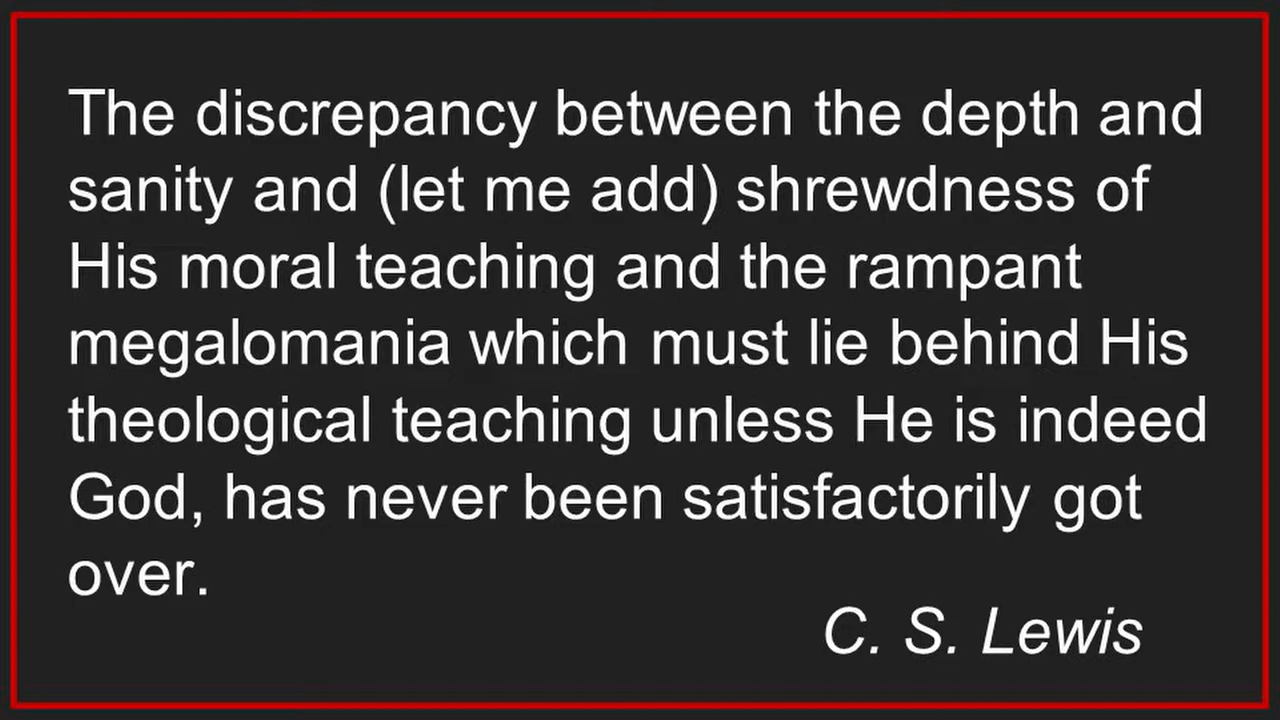 The discrepancy between the depth and
sanity and (let me add) shrewdness of
His moral teaching and the rampant
megalomania which must lie behind His
theological teaching unless He is indeed
God, has never been satisfactorily got
over.
C. S. Lewis